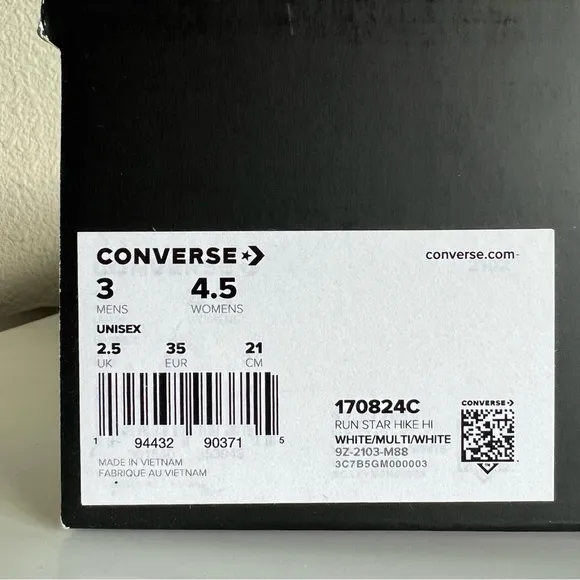 CONVERSE
converse.com
3 4.5
MENS WOMENS
UNISEX
2.5 35 21
UK EUR CM
1 94432 90371 5
MADE IN VIETNAM
FABRIQUE AU VIETNAM
170824C
RUN STAR HIKE HI
WHITE/MULTI/WHITE
9Z-2103-M88
3C7B5GM000003
CONVERSE